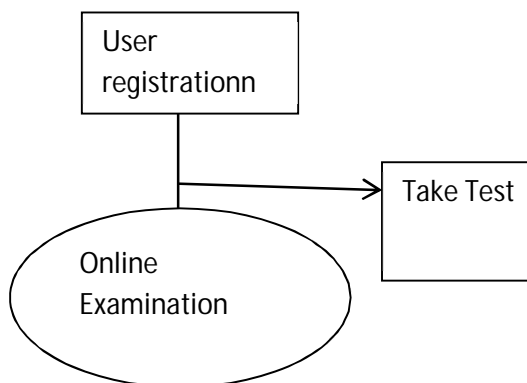 User
registrationn
Take Test
Online
Examination